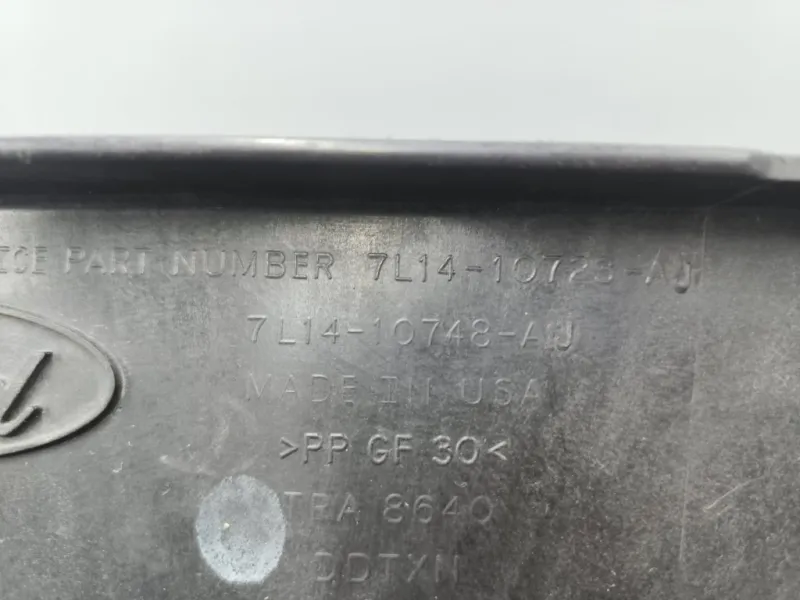 PART NUMBER 7L14-10723-AJ
7L14-10748-AJ
MADE IN USA
>PP GF 30<
TRA 8640
DDTXN